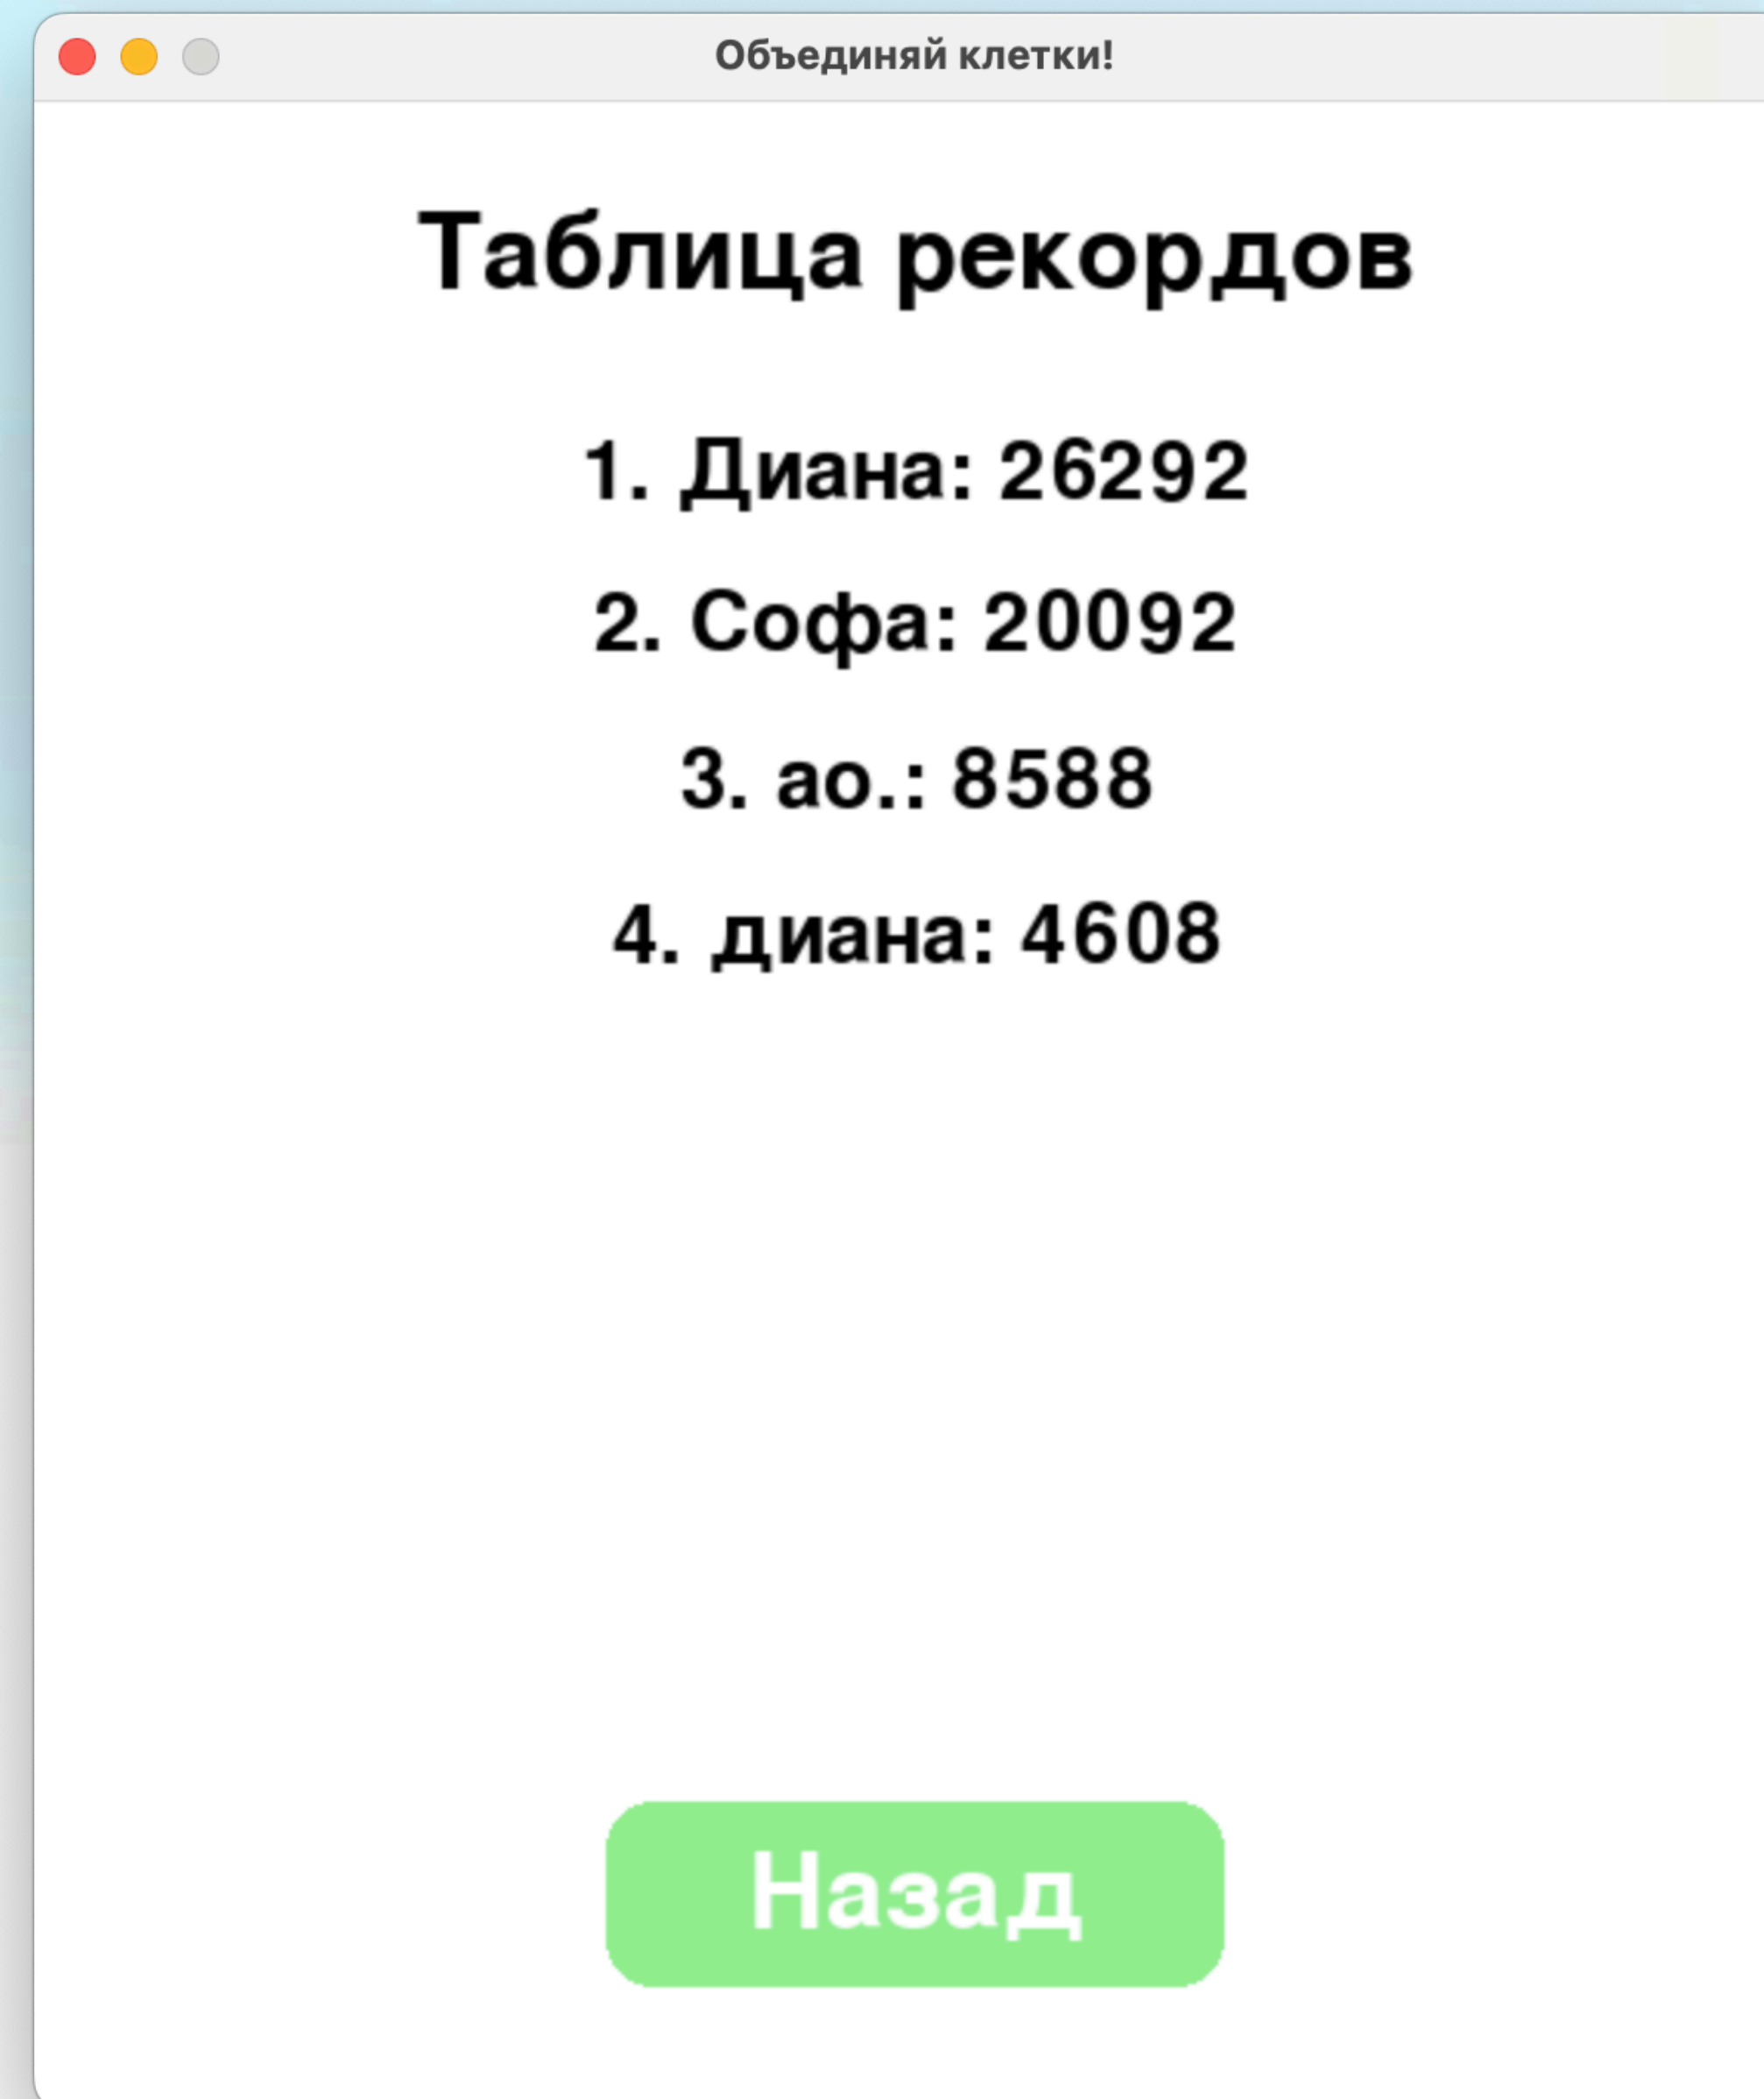 Объединяй клетки!
Таблица рекордов
1. Диана: 26292
2. Софа: 20092
3. ао.: 8588
4. диана: 4608
Назад